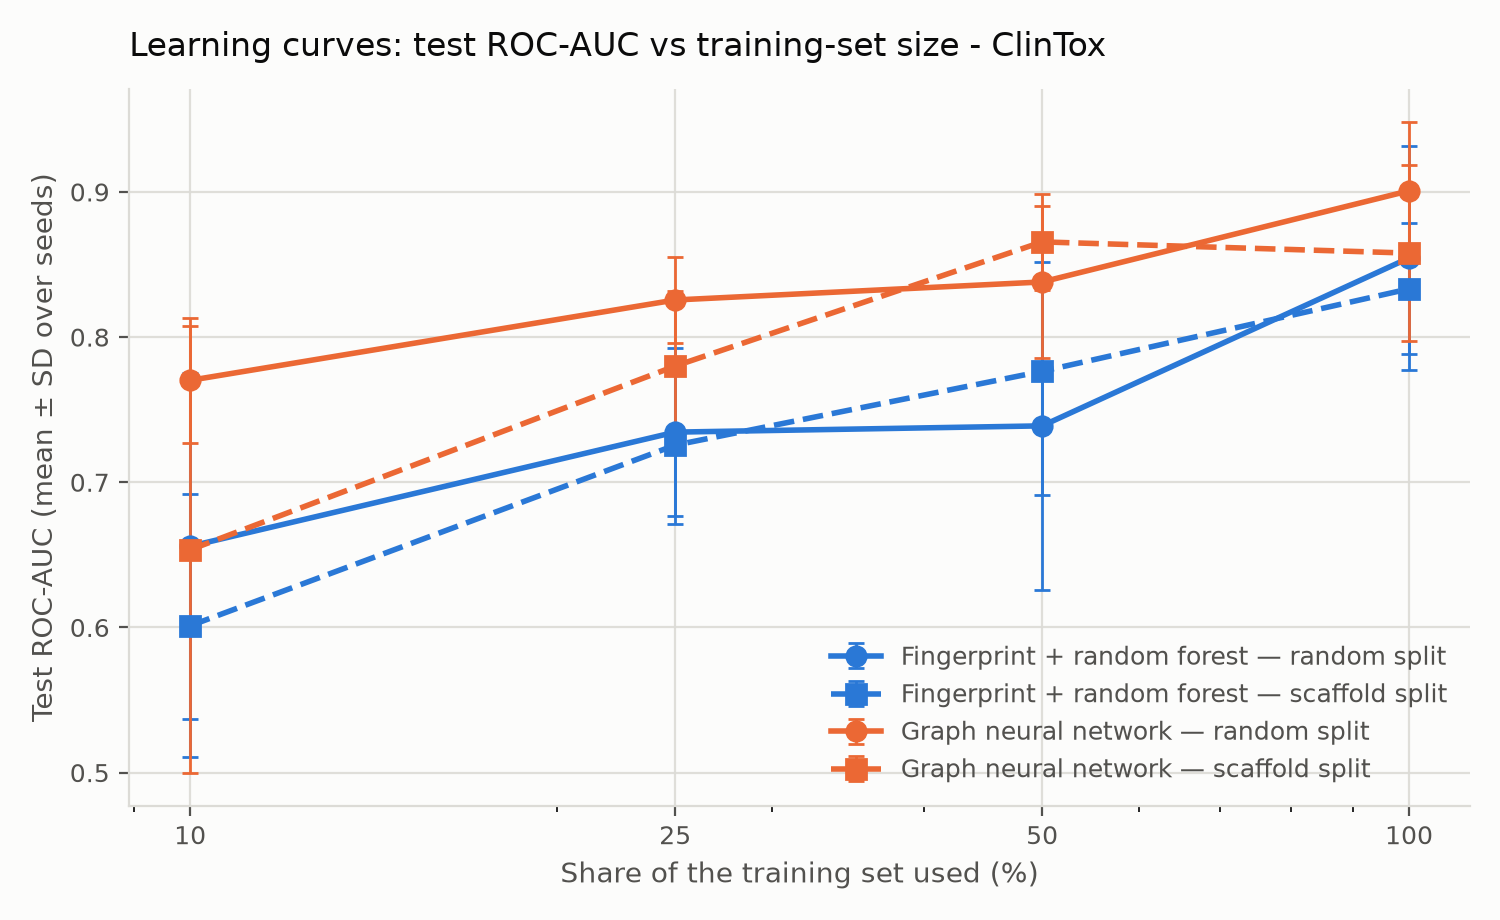 Learning curves: test ROC-AUC vs training-set size - ClinTox
Test ROC-AUC (mean ± SD over seeds)
0.9
0.8
0.7
0.6
0.5
Fingerprint + random forest — random split
Fingerprint + random forest — scaffold split
Graph neural network — random split
Graph neural network — scaffold split
10 25 50 100
Share of the training set used (%)